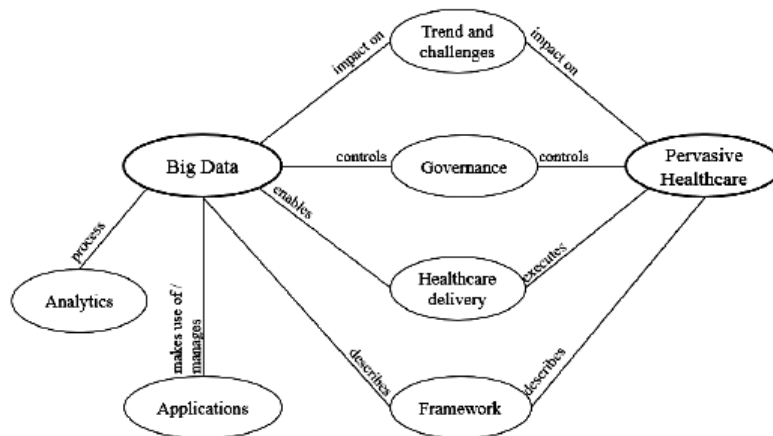 Trend and
challenges
impact on
impact on
Big Data
controls
Governance
controls
Pervasive
Healthcare
enables
process
Healthcare
delivery
executes
Analytics
makes use of /
manages
describes
describes
Applications
Framework